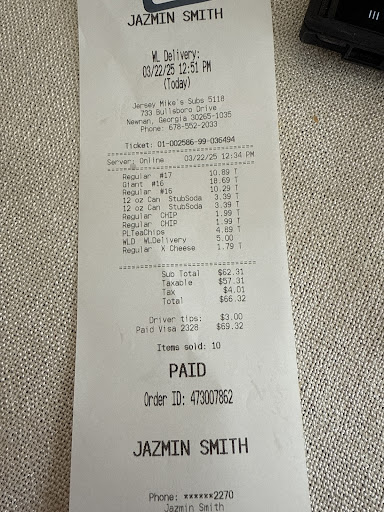 JAZMIN SMITH
WL Delivery:
03/22/25 12:51 PM
(Today)
Jersey Mike's Subs 5118
733 Bullsboro Drive
Newnan, Georgia 30265-1035
Phone: 678-552-2033
Ticket: 01-002586-99-036494
Server: Online 03/22/25 12:34 PM
Regular #17 10.89 T
Giant #16 18.69 T
Regular #16 10.29 T
12 oz Can StubSoda 3.39 T
12 oz Can StubSoda 3.39 T
Regular CHIP 1.99 T
Regular CHIP 1.99 T
PLTeaChips 4.89 T
WLD WLDelivery 5.00
Regular X Cheese 1.79 T
Sub Total $62.31
Taxable $57.31
Tax $4.01
Total $66.32
Driver tips: $3.00
Paid Visa 2328 $69.32
Items sold: 10
PAID
Order ID: 473007862
JAZMIN SMITH
Phone: ******2270
Jazmin Smith